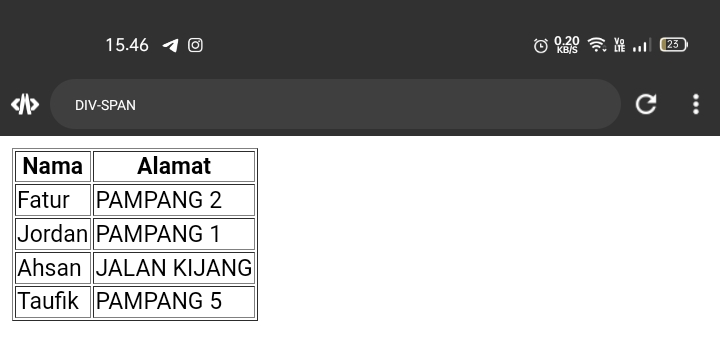 15.46 0.20 KB/S Vo LTE 23
DIV-SPAN
Nama Alamat
Fatur PAMPANG 2
Jordan PAMPANG 1
Ahsan JALAN KIJANG
Taufik PAMPANG 5